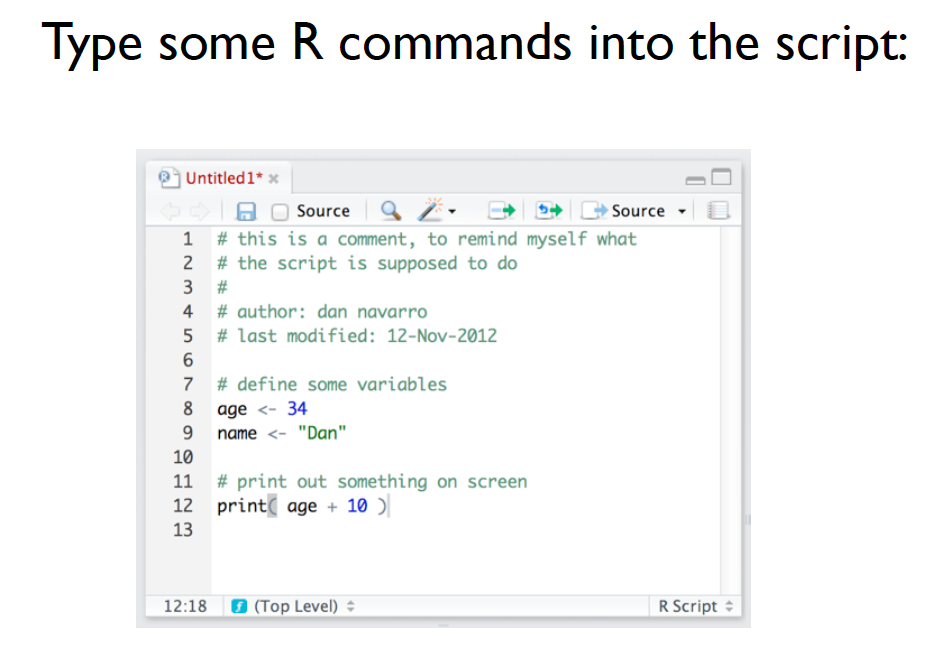 Type some R commands into the script:
Untitled1*
Source Source
1 # this is a comment, to remind myself what
2 # the script is supposed to do
3 #
4 # author: dan navarro
5 # last modified: 12-Nov-2012
6
7 # define some variables
8 age <- 34
9 name <- "Dan"
10
11 # print out something on screen
12 print( age + 10 )
13
12:18 (Top Level) R Script